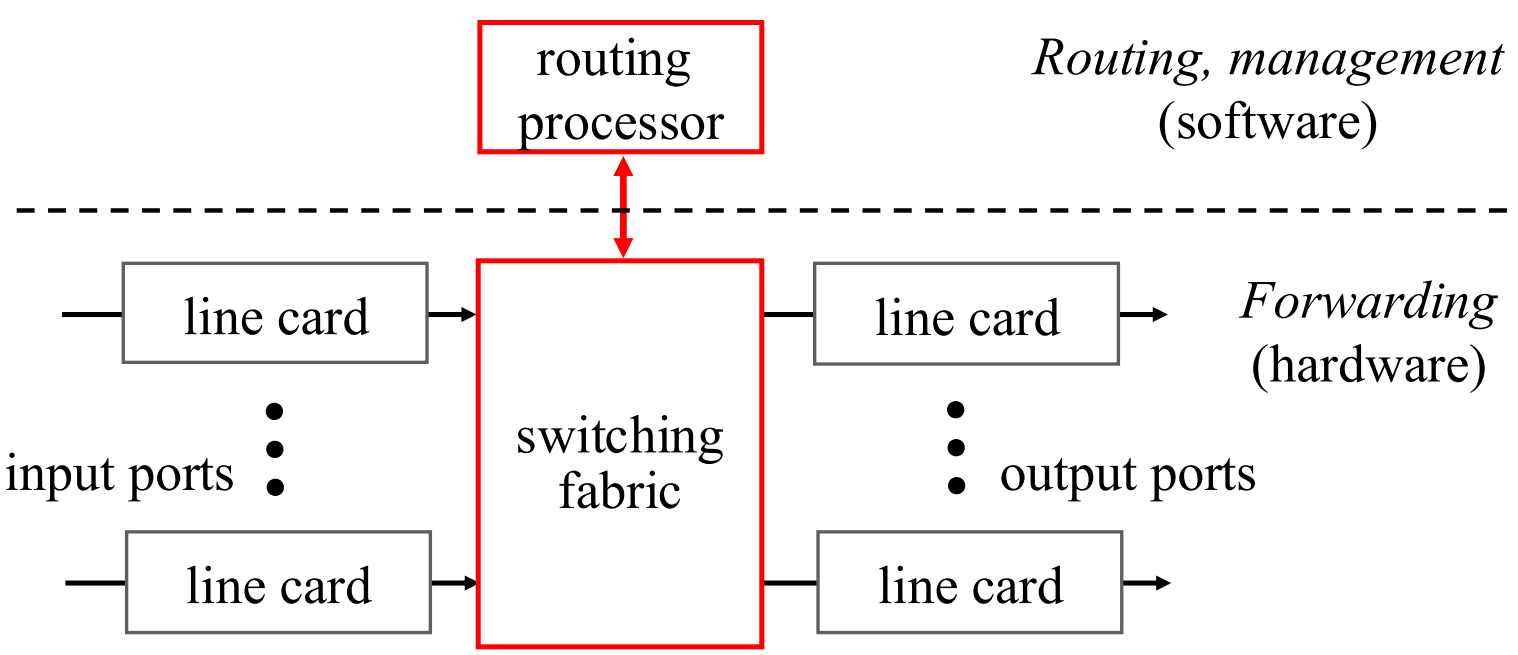 routing
processor
Routing, management
(software)
line card
line card
Forwarding
(hardware)
switching
fabric
input ports
output ports
line card
line card